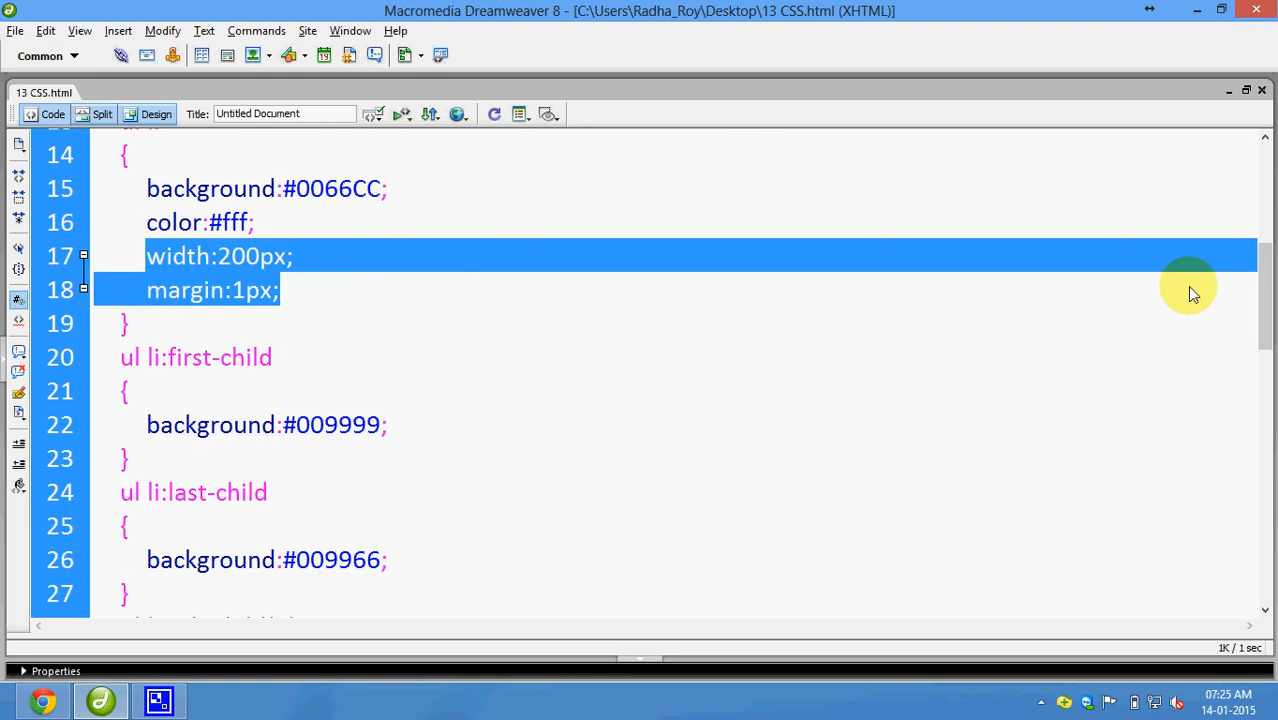 Macromedia Dreamweaver 8 - [C:\Users\Radha_Roy\Desktop\13 CSS.html (XHTML)]
File Edit View Insert Modify Text Commands Site Window Help
Common
13 CSS.html
Code Split Design Title: Untitled Document
14 {
15 background:#0066CC;
16 color:#fff;
17 width:200px;
18 margin:1px;
19 }
20 ul li:first-child
21 {
22 background:#009999;
23 }
24 ul li:last-child
25 {
26 background:#009966;
27 }
1K / 1 sec
Properties
07:25 AM
14-01-2015